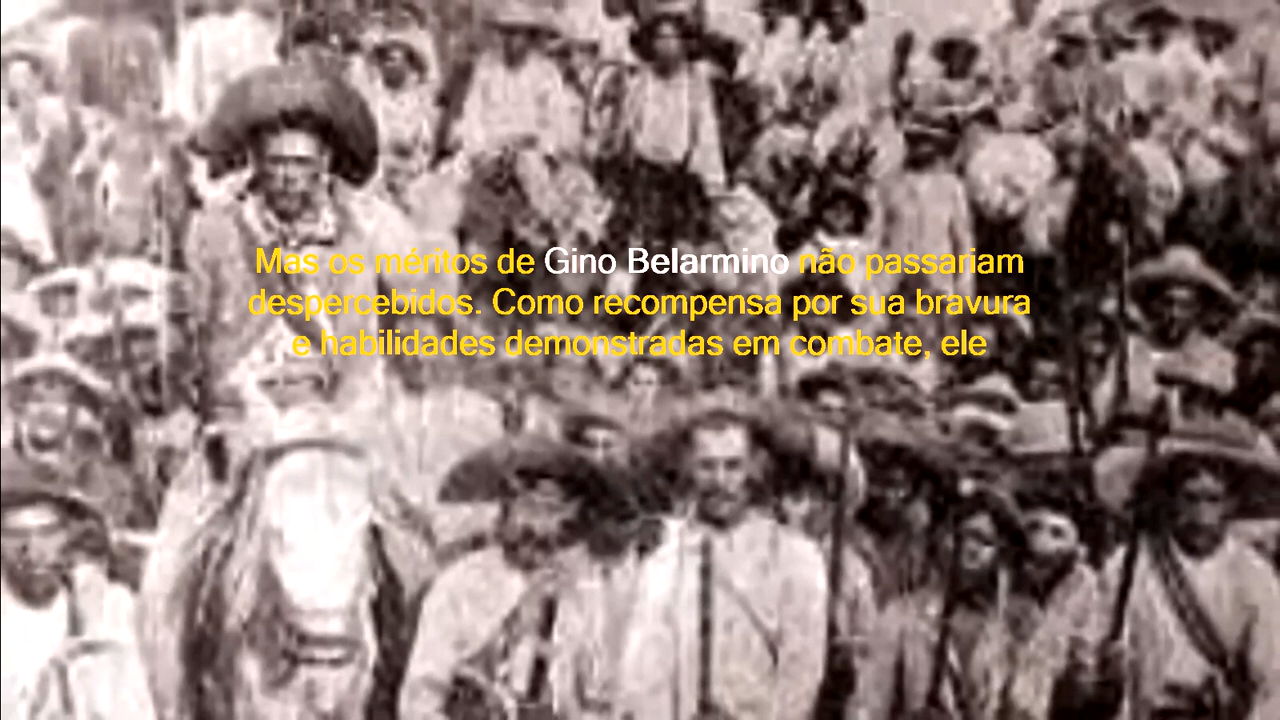 Mas os méritos de Gino Belarmino não passariam
despercebidos. Como recompensa por sua bravura
e habilidades demonstradas em combate, ele